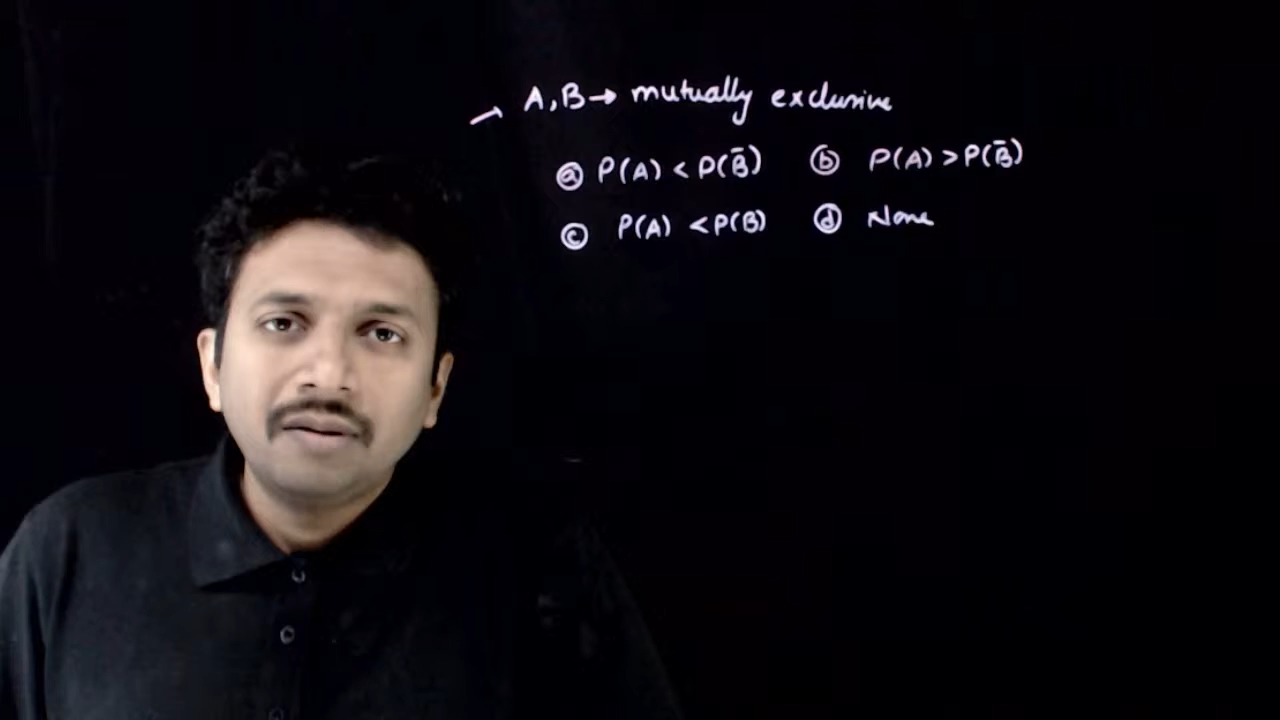 A, B → mutually exclusive
ⓐ P(A) < P(B̅) ⓑ P(A) > P(B̅)
ⓒ P(A) < P(B) ⓓ None